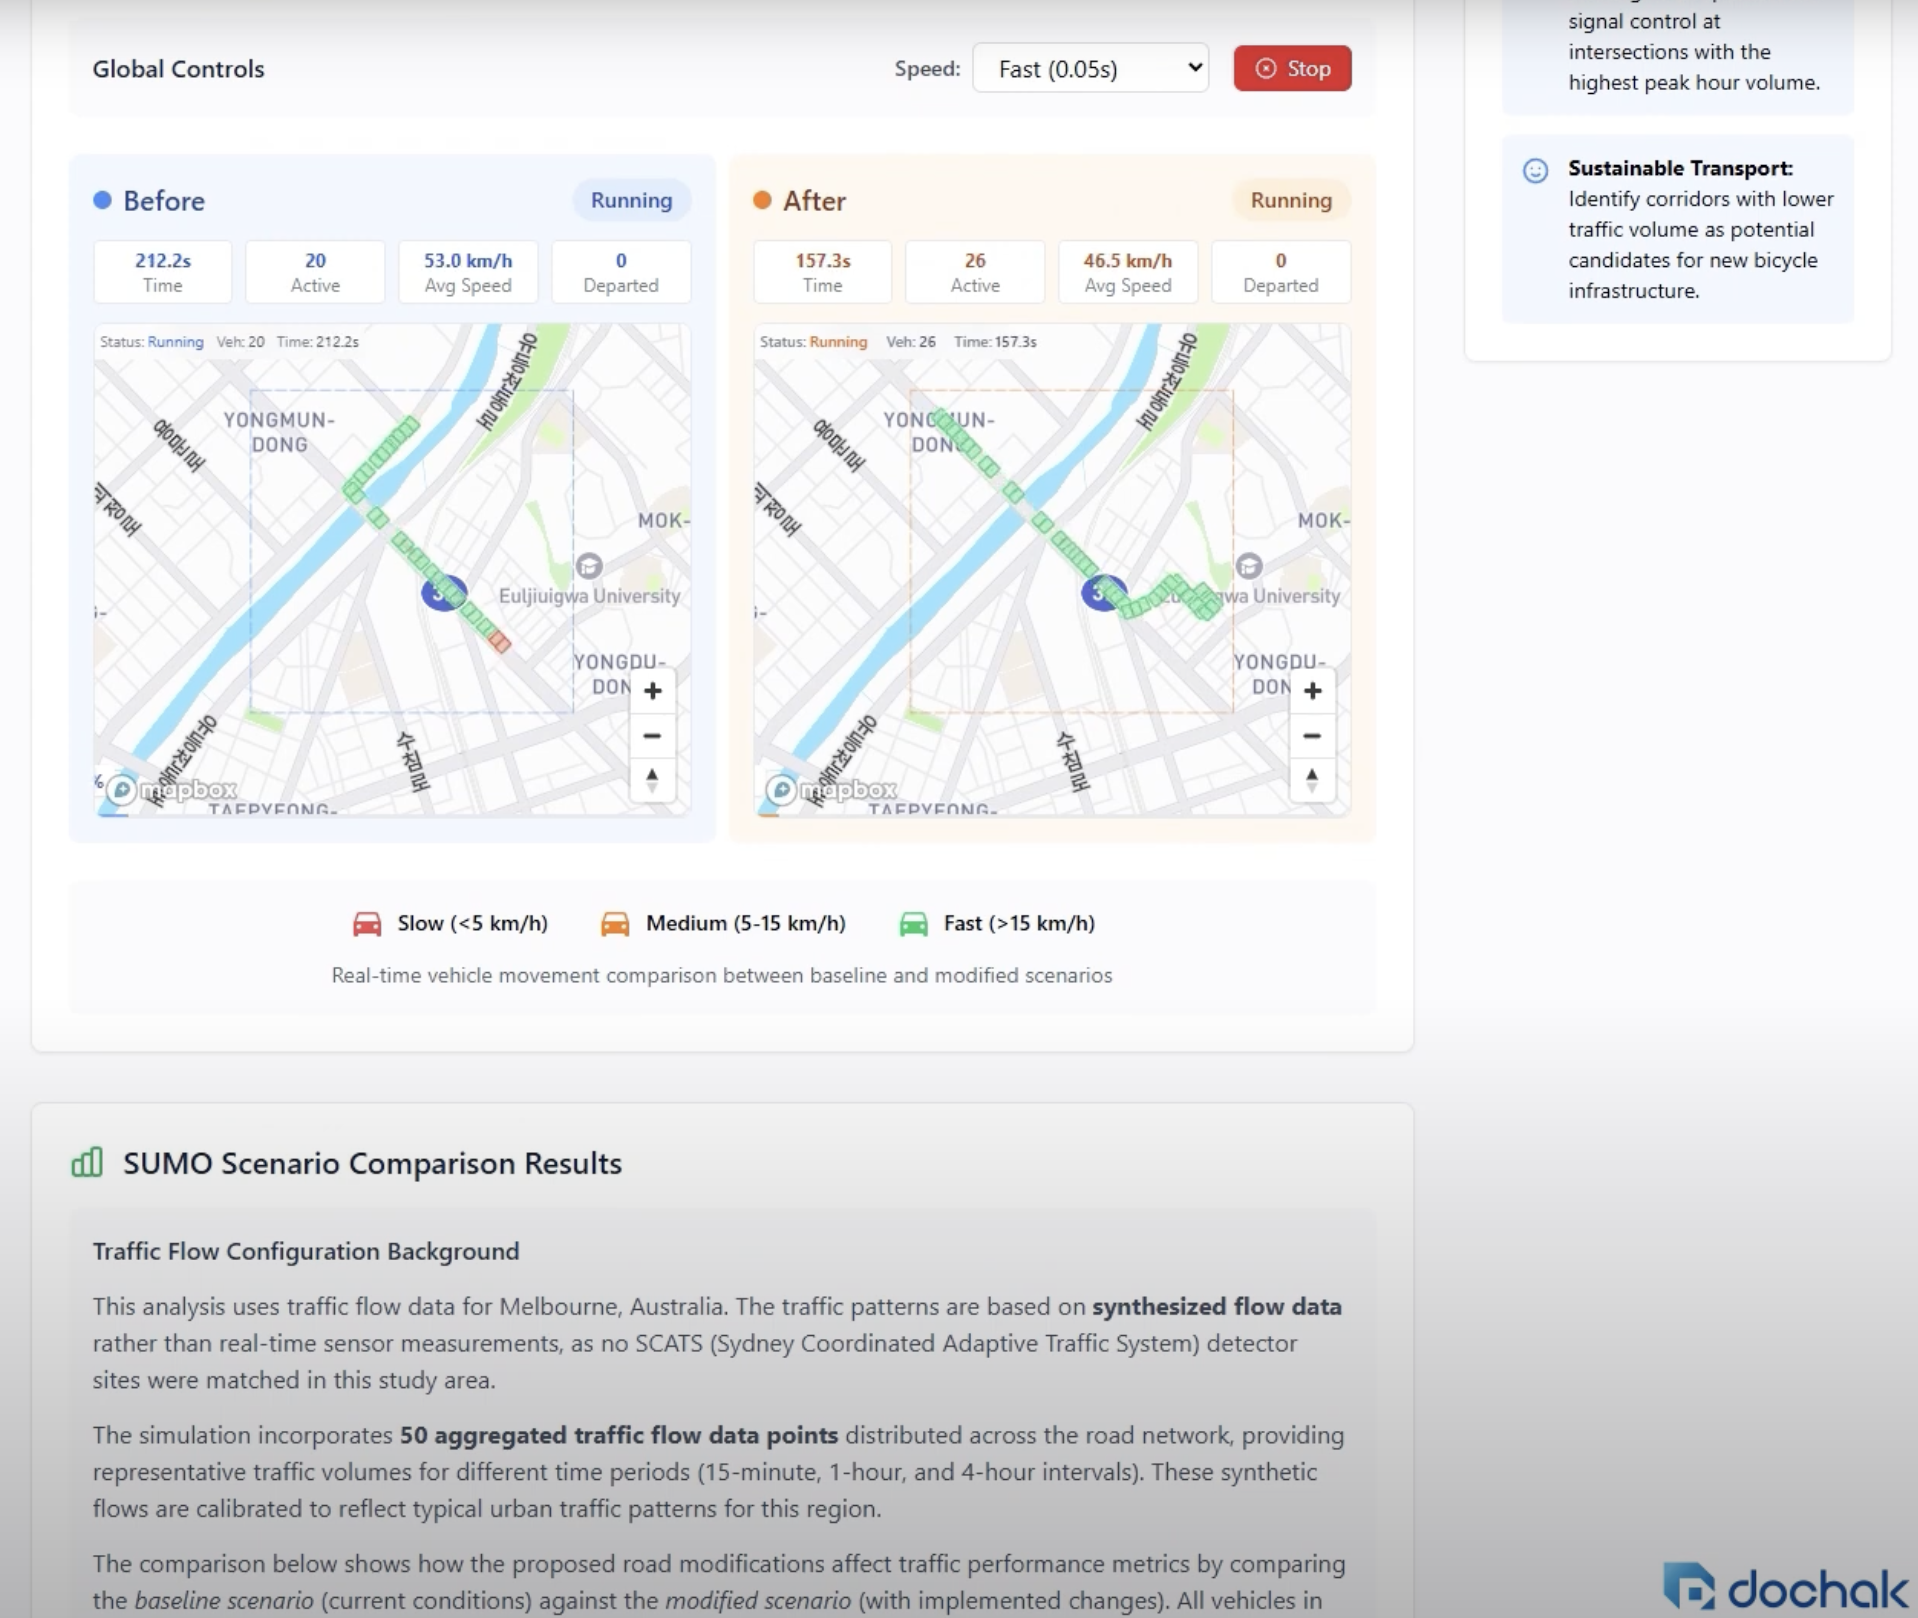 signal control at
intersections with the
highest peak hour volume.
Sustainable Transport:
Identify corridors with lower
traffic volume as potential
candidates for new bicycle
infrastructure.
Global Controls
Speed: Fast (0.05s) Stop
Before Running
212.2s 20 53.0 km/h 0
Time Active Avg Speed Departed
Status: Running Veh: 20 Time: 212.2s
YONGMUN-
DONG
MOK-
Euljiuigwa University
YONGDU-
DON
mapbox
TAEPYEONG-
After Running
157.3s 26 46.5 km/h 0
Time Active Avg Speed Departed
Status: Running Veh: 26 Time: 157.3s
MOK-
gwa University
YONGDU-
DON
mapbox
TAEPYEONG-
Slow (<5 km/h) Medium (5-15 km/h) Fast (>15 km/h)
Real-time vehicle movement comparison between baseline and modified scenarios
SUMO Scenario Comparison Results
Traffic Flow Configuration Background
This analysis uses traffic flow data for Melbourne, Australia. The traffic patterns are based on synthesized flow data
rather than real-time sensor measurements, as no SCATS (Sydney Coordinated Adaptive Traffic System) detector
sites were matched in this study area.
The simulation incorporates 50 aggregated traffic flow data points distributed across the road network, providing
representative traffic volumes for different time periods (15-minute, 1-hour, and 4-hour intervals). These synthetic
flows are calibrated to reflect typical urban traffic patterns for this region.
The comparison below shows how the proposed road modifications affect traffic performance metrics by comparing
the baseline scenario (current conditions) against the modified scenario (with implemented changes). All vehicles in
dochak